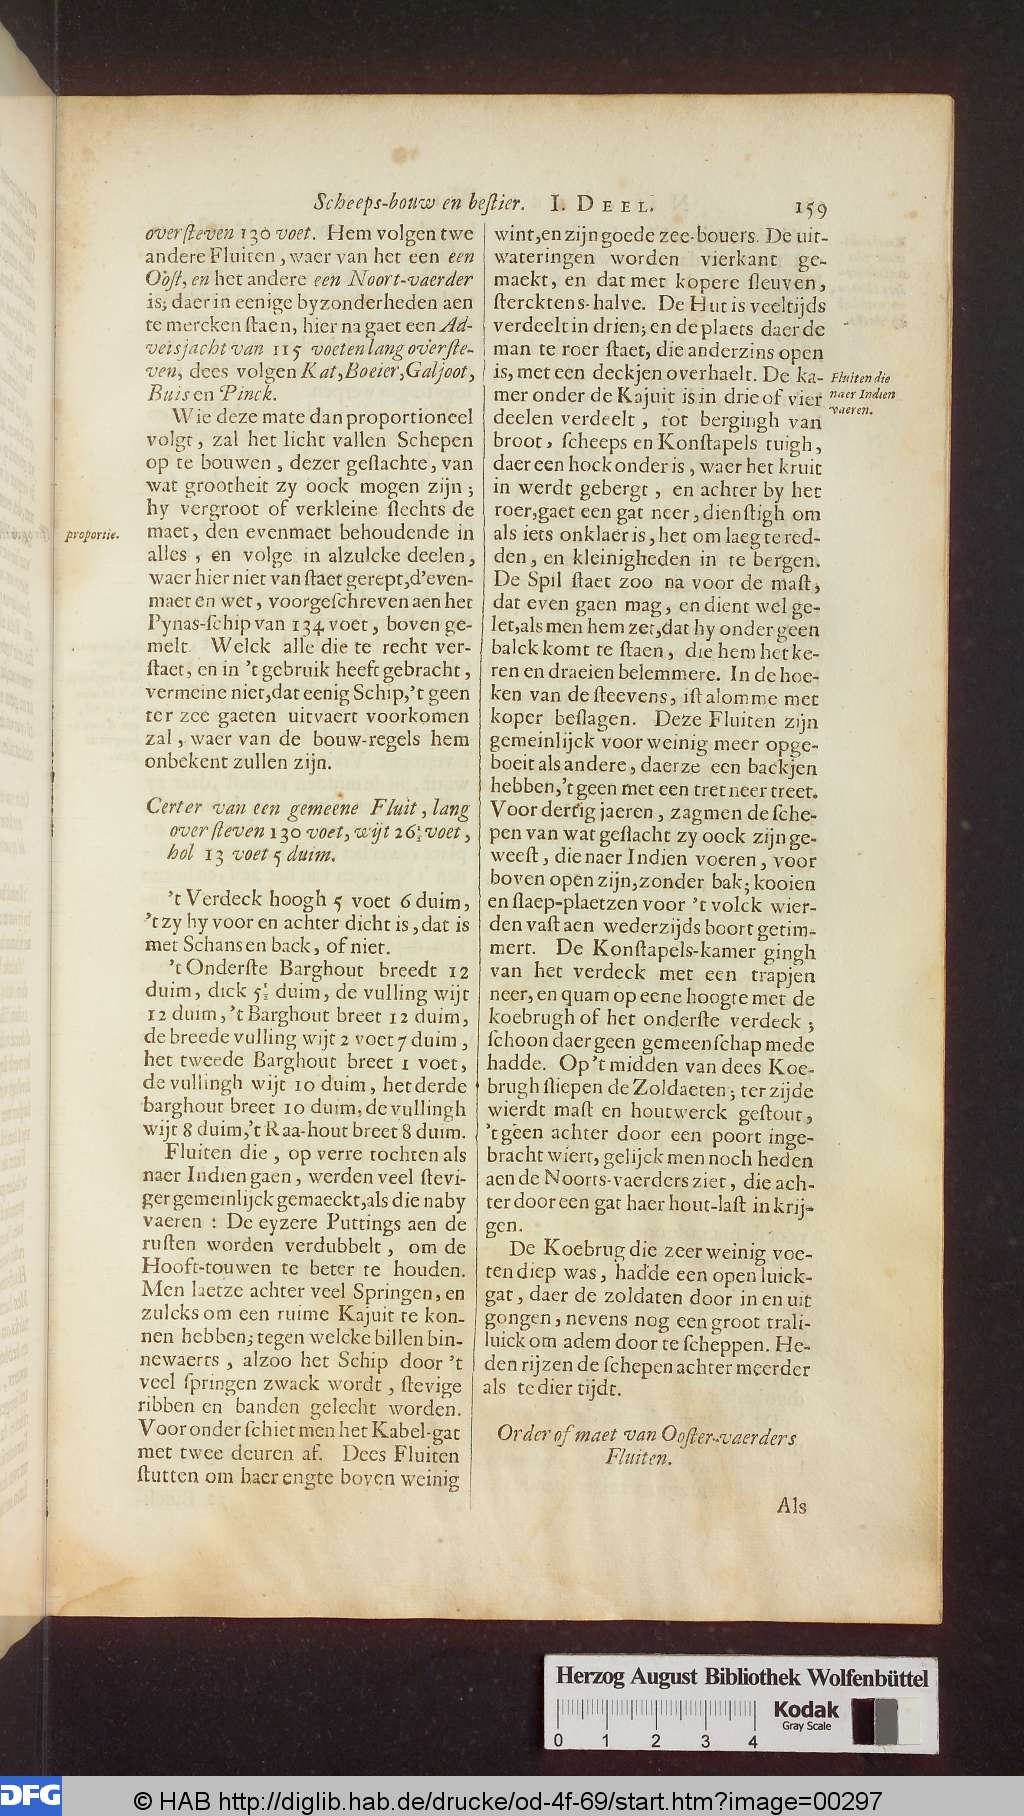 Scheeps-bouw en beſtier. I. DEEL. 159
over ſteven 130 voet. Hem volgen twe
andere Fluiten, waer van het een een
Ooſt, en het andere een Noort-vaerder
is; daer in eenige byzonderheden aen
te mercken ſtaen, hier na gaet een Ad-
veisjacht van 115 voeten lang over ſte-
ven, dees volgen Kat, Boeier, Galjoot,
Buis en Pinck.
Wie deze mate dan proportioneel
volgt, zal het licht vallen Schepen
op te bouwen, dezer geſlachte, van
wat grootheit zy oock mogen zijn;
hy vergroot of verkleine ſlechts de
proportie.
maet, den evenmaet behoudende in
alles, en volge in alzulcke deelen,
waer hier niet van ſtaet gerept, d'even-
maet en wet, voorgeſchreven aen het
Pynas-ſchip van 134 voet, boven ge-
melt. Welck alle die te recht ver-
ſtaet, en in 't gebruik heeft gebracht,
vermeine niet, dat eenig Schip, 't geen
ter zee gaeten uitvaert voorkomen
zal, waer van de bouw-regels hem
onbekent zullen zijn.
Certer van een gemeene Fluit, lang
over ſteven 130 voet, wijt 26½ voet,
hol 13 voet 5 duim.
't Verdeck hoogh 5 voet 6 duim,
't zy hy voor en achter dicht is, dat is
met Schans en back, of niet.
't Onderſte Barghout breedt 12
duim, dick 5½ duim, de vulling wijt
12 duim, 't Barghout breet 12 duim,
de breede vulling wijt 2 voet 7 duim,
het tweede Barghout breet 1 voet,
de vullingh wijt 10 duim, het derde
barghout breet 10 duim, de vullingh
wijt 8 duim, 't Raa-hout breet 8 duim.
Fluiten die, op verre tochten als
naer Indien gaen, werden veel ſtevi-
ger gemeinlijck gemaeckt, als die naby
vaeren: De eyzere Puttings aen de
ruſten worden verdubbelt, om de
Hooft-touwen te beter te houden.
Men laetze achter veel Springen, en
zulcks om een ruime Kajuit te kon-
nen hebben; tegen welcke billen bin-
newaerts, alzoo het Schip door 't
veel ſpringen zwack wordt, ſtevige
ribben en banden gelecht worden.
Voor onder ſchiet men het Kabel-gat
met twee deuren af. Dees Fluiten
ſtutten om haer engte boven weinig
wint, en zijn goede zee-bouers. De uit-
wateringen worden vierkant ge-
maekt, en dat met kopere ſleuven,
ſtercktens-halve. De Hut is veeltijds
verdeelt in drien; en de plaets daer de
man te roer ſtaet, die anderzins open
is, met een deckjen overhaelt. De ka-
Fluiten die
naer Indien
vaeren.
mer onder de Kajuit is in drie of vier
deelen verdeelt, tot bergingh van
broot, ſcheeps en Konſtapels tuigh,
daer een hock onder is, waer het kruit
in werdt gebergt, en achter by het
roer, gaet een gat neer, dienſtigh om
als iets onklaer is, het om laeg te red-
den, en kleinigheden in te bergen.
De Spil ſtaet zoo na voor de maſt,
dat even gaen mag, en dient wel ge-
let, als men hem zet, dat hy onder geen
balck komt te ſtaen, die hem het ke-
ren en draeien belemmere. In de hoe-
ken van de ſteevens, iſt alomme met
koper beſlagen. Deze Fluiten zijn
gemeinlijck voor weinig meer opge-
boeit als andere, daerze een backjen
hebben, 't geen met een tret neer treet.
Voor dertig jaeren, zagmen de ſche-
pen van wat geſlacht zy oock zijn ge-
weeſt, die naer Indien voeren, voor
boven open zijn, zonder bak; kooien
en ſlaep-plaetzen voor 't volck wier-
den vaſt aen wederzijds boort getim-
mert. De Konſtapels-kamer gingh
van het verdeck met een trapjen
neer, en quam op eene hoogte met de
koebrugh of het onderſte verdeck;
ſchoon daer geen gemeenſchap mede
hadde. Op 't midden van dees Koe-
brugh ſliepen de Zoldaeten; ter zijde
wierdt maſt en houtwerck geſtout,
't geen achter door een poort inge-
bracht wiert, gelijck men noch heden
aen de Noorts-vaerders ziet, die ach-
ter door een gat haer hout-laſt in krij-
gen.
De Koebrug die zeer weinig voe-
ten diep was, hadde een open luick-
gat, daer de zoldaten door in en uit
gongen, nevens nog een groot trali-
luick om adem door te ſcheppen. He-
den rijzen de ſchepen achter meerder
als te dier tijdt.
Order of maet van Ooſter-vaerders
Fluiten.
Als
Herzog August Bibliothek Wolfenbüttel
Kodak
Gray Scale
0 1 2 3 4
DFG © HAB http://diglib.hab.de/drucke/od-4f-69/start.htm?image=00297